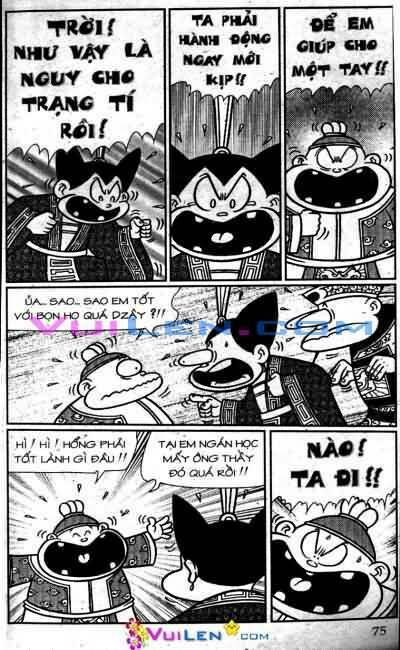 TRỜI!
NHƯ VẬY LÀ
NGUY CHO
TRẠNG TÍ
RỒI!
TA PHẢI
HÀNH ĐỘNG
NGAY MỚI
KỊP!!
ĐỂ EM
GIÚP CHO
MỘT TAY!!
ỦA... SAO... SAO EM TỐT
VỚI BỌN HỌ QUÁ DZẬY ?!!
VUILEN.COM
HÌ! HÌ! HỔNG PHẢI
TỐT LÀNH GÌ ĐÂU!!
TẠI EM NGÁN HỌC
MẤY ÔNG THẦY
ĐÓ QUÁ RỒI!!
NÀO!
TA ĐI!!
75
VUILEN.COM